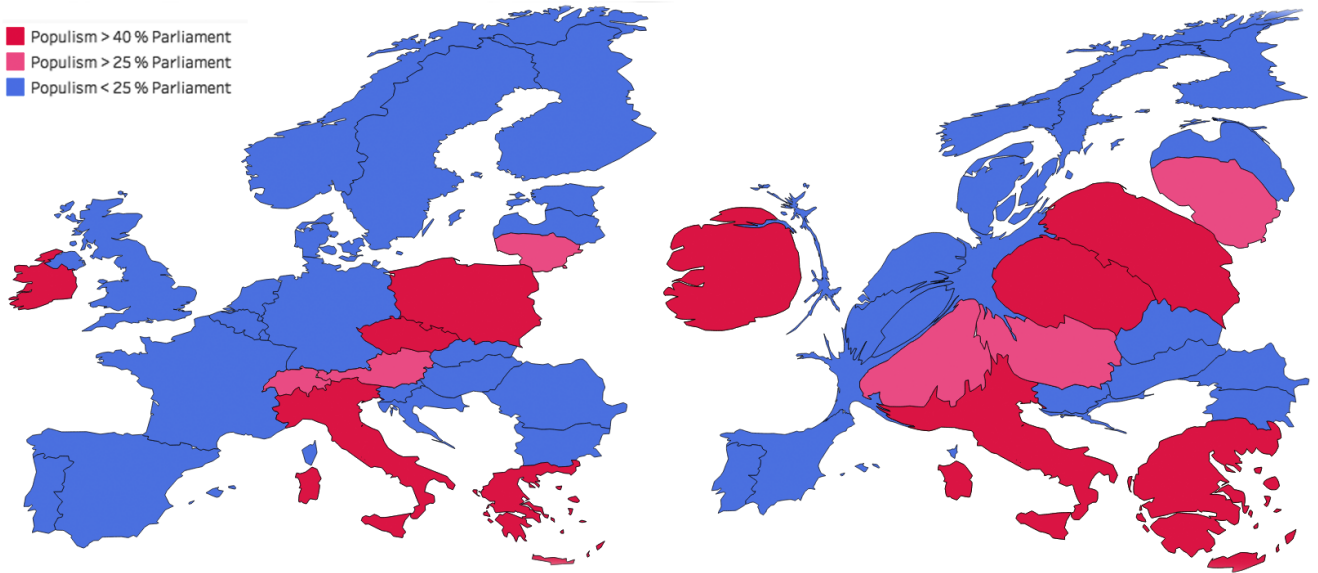 Populism > 40 % Parliament
Populism > 25 % Parliament
Populism < 25 % Parliament